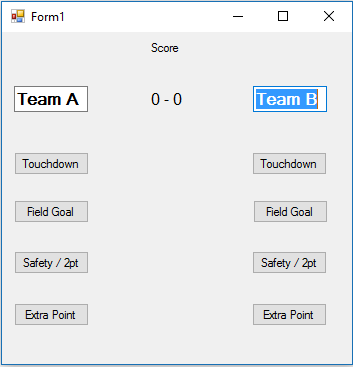 Form1
Score
Team A 0 - 0 Team B
Touchdown Touchdown
Field Goal Field Goal
Safety / 2pt Safety / 2pt
Extra Point Extra Point